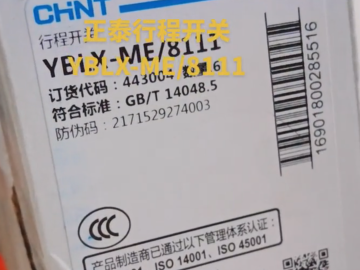 CHNT
正泰行程开关
行程开
YBLX-ME/8111
YBLX-ME/8111
订货代码：
符合标准：GB/T 14048.5
防伪码：2171529274003
16901800285516
CCC
产品制造商已通过以下管理体系认证：
ISO 14001、ISO 45001